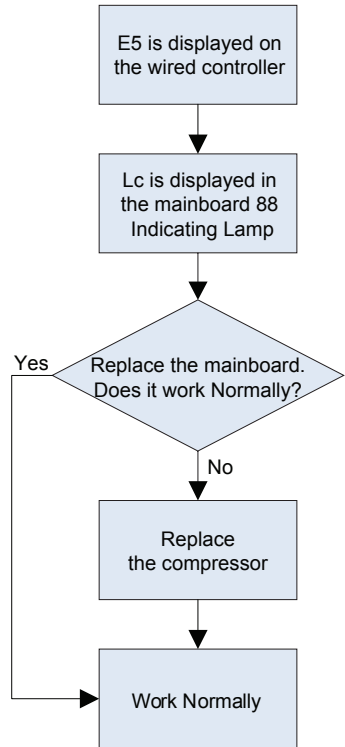 E5 is displayed on
the wired controller
Lc is displayed in
the mainboard 88
Indicating Lamp
Yes
Replace the mainboard.
Does it work Normally?
No
Replace
the compressor
Work Normally